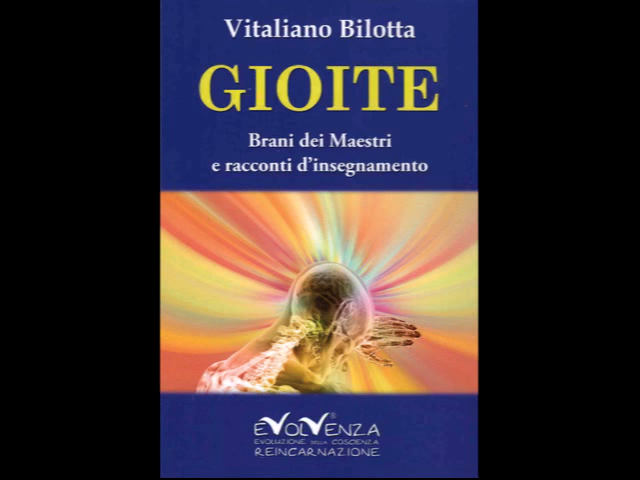 Vitaliano Bilotta
GIOITE
Brani dei Maestri
e racconti d'insegnamento
EVOLVENZA®
EVOLUZIONE DELLA COSCIENZA
REINCARNAZIONE